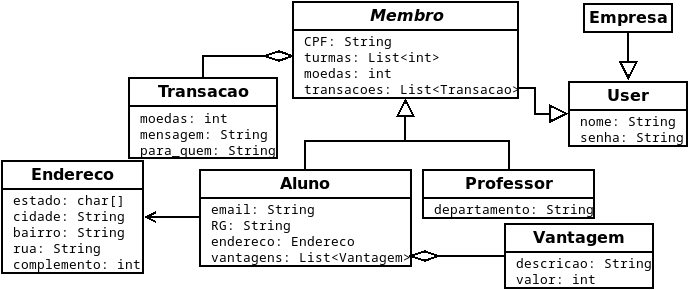 Membro
CPF: String
turmas: List<int>
moedas: int
transacoes: List<Transacao>
Empresa
User
nome: String
senha: String
Transacao
moedas: int
mensagem: String
para_quem: String
Endereco
estado: char[]
cidade: String
bairro: String
rua: String
complemento: int
Aluno
email: String
RG: String
endereco: Endereco
vantagens: List<Vantagem>
Professor
departamento: String
Vantagem
descricao: String
valor: int